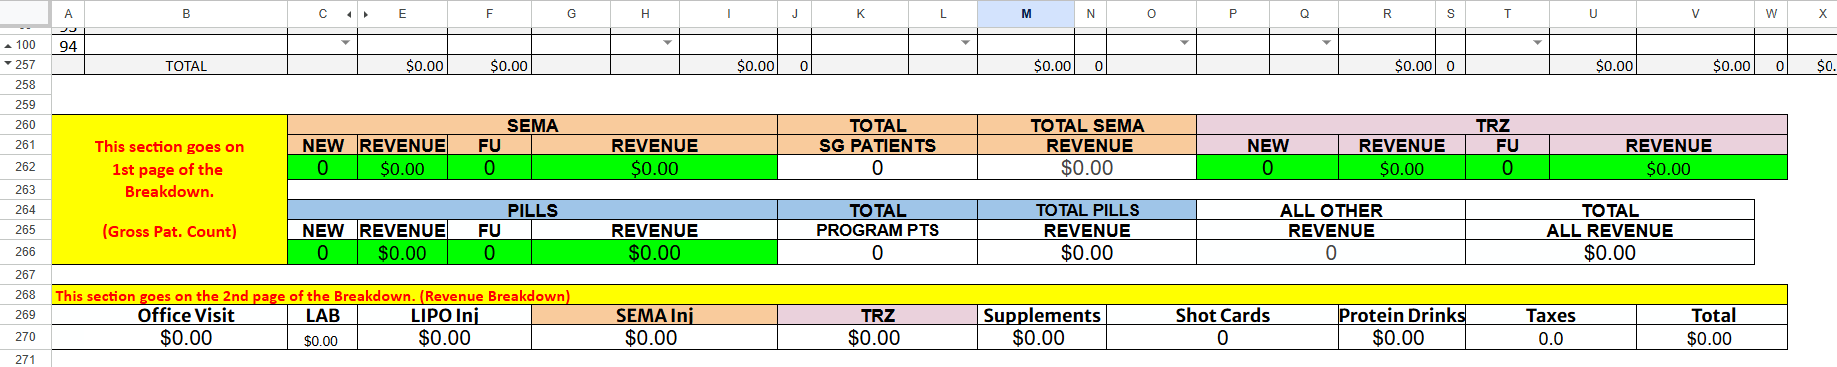 A B C E F G H I J K L M N O P Q R S T U V W X
100 94
257 TOTAL $0.00 $0.00 $0.00 0 $0.00 0 $0.00 0 $0.00 $0.00 0 $0.
258
259
260 SEMA TOTAL TOTAL SEMA TRZ
261 This section goes on NEW REVENUE FU REVENUE SG PATIENTS REVENUE NEW REVENUE FU REVENUE
262 1st page of the 0 $0.00 0 $0.00 0 $0.00 0 $0.00 0 $0.00
263 Breakdown.
264 PILLS TOTAL TOTAL PILLS ALL OTHER TOTAL
265 (Gross Pat. Count) NEW REVENUE FU REVENUE PROGRAM PTS REVENUE REVENUE ALL REVENUE
266 0 $0.00 0 $0.00 0 $0.00 0 $0.00
267
268 This section goes on the 2nd page of the Breakdown. (Revenue Breakdown)
269 Office Visit LAB LIPO Inj SEMA Inj TRZ Supplements Shot Cards Protein Drinks Taxes Total
270 $0.00 $0.00 $0.00 $0.00 $0.00 $0.00 0 $0.00 0.0 $0.00
271